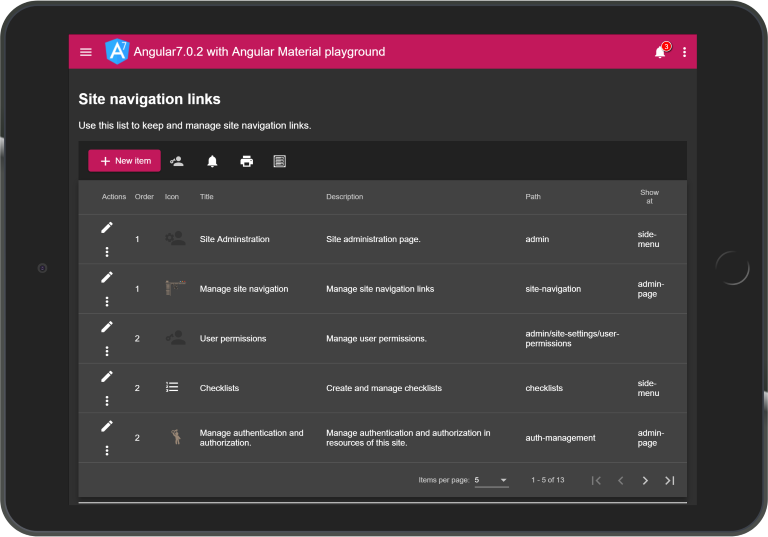 7
Angular7.0.2 with Angular Material playground
3
Site navigation links
Use this list to keep and manage site navigation links.
New item
Actions Order Icon Title Description Path Show
at
1 Site Adminstration Site administration page. admin side-
menu
1 Manage site navigation Manage site navigation links site-navigation admin-
page
2 User permissions Manage user permissions. admin/site-settings/user-
permissions
2 Checklists Create and manage checklists checklists side-
menu
2 Manage authentication and Manage authentication and authorization in auth-management admin-
authorization. resources of this site. page
Items per page: 5 1 - 5 of 13